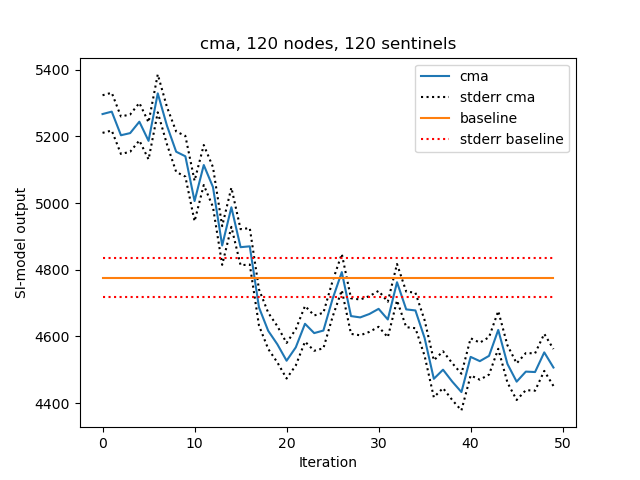 cma, 120 nodes, 120 sentinels
5400
5200
5000
4800
4600
4400
SI-model output
cma
stderr cma
baseline
stderr baseline
0 10 20 30 40 50
Iteration